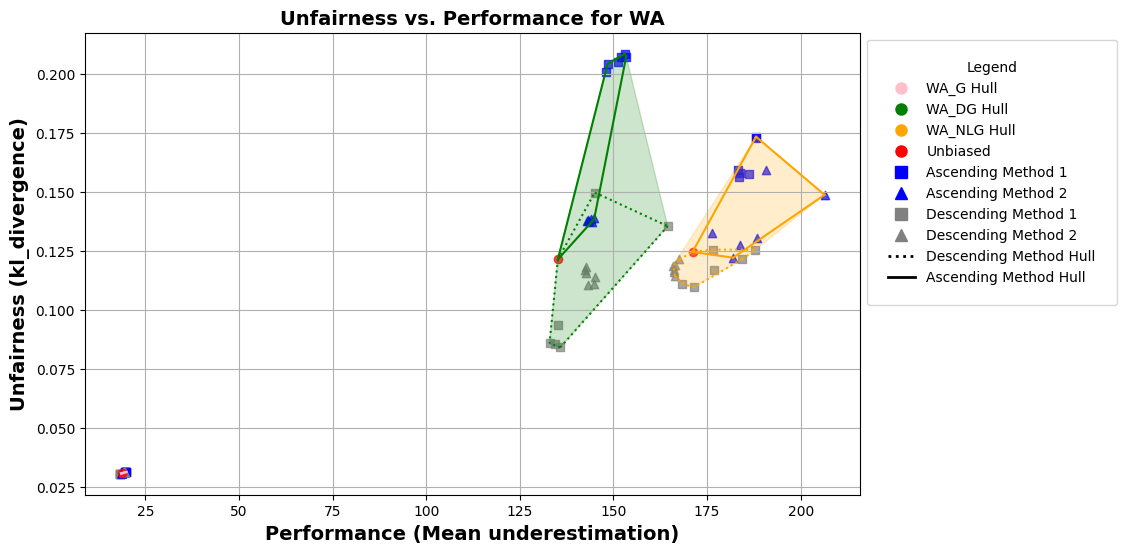 Unfairness vs. Performance for WA
Unfairness (kl_divergence)
0.200
0.175
0.150
0.125
0.100
0.075
0.050
0.025
25
50
75
100
125
150
175
200
Performance (Mean underestimation)
Legend
WA_G Hull
WA_DG Hull
WA_NLG Hull
Unbiased
Ascending Method 1
Ascending Method 2
Descending Method 1
Descending Method 2
Descending Method Hull
Ascending Method Hull